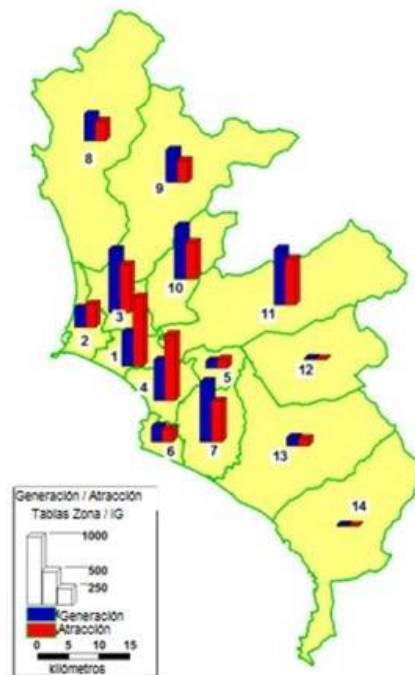 8
9
10
11
3
2
1
12
5
4
13
6
7
14
Generación / Atracción
Tablas Zona / IG
1000
500
250
Generación
Atracción
0 5 10 15
kilómetros